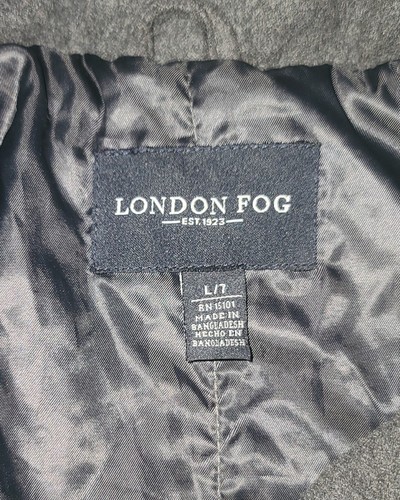 LONDON FOG
EST. 1923
L/7
RN 15101
MADE IN
BANGLADESH
HECHO EN
BANGLADESH